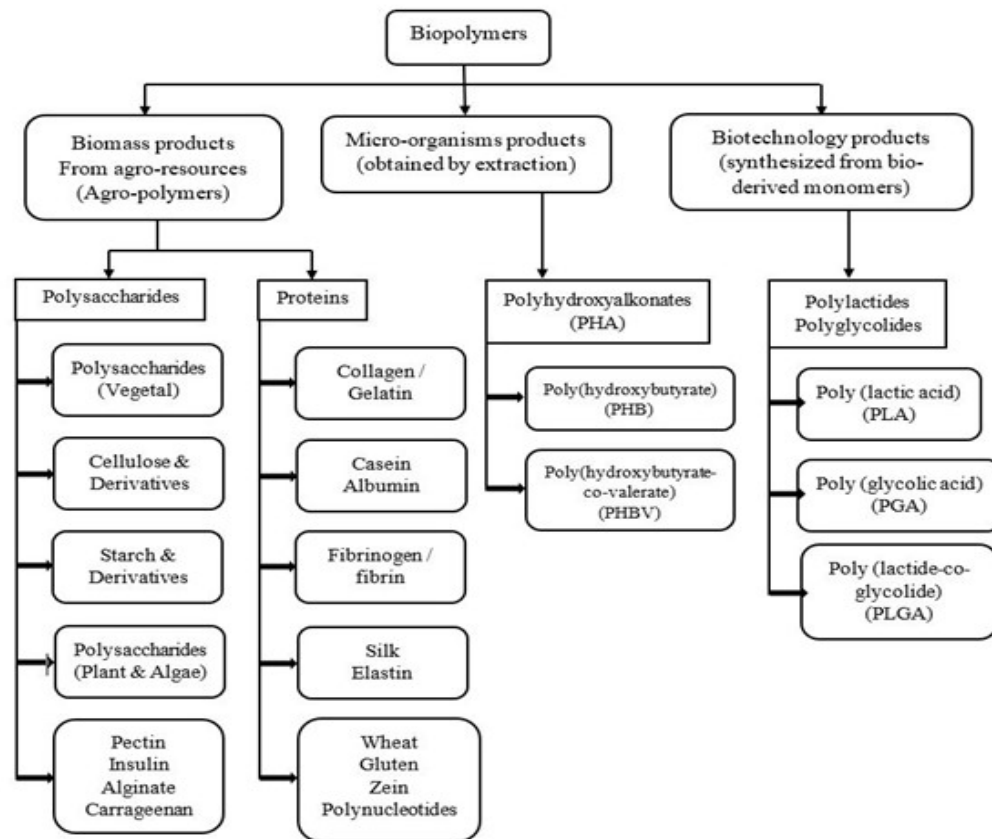 Biopolymers
Biomass products
From agro-resources
(Agro-polymers)
Micro-organisms products
(obtained by extraction)
Biotechnology products
(synthesized from bio-
derived monomers)
Polysaccharides
Proteins
Polyhydroxyalkonates
(PHA)
Polylactides
Polyglycolides
Polysaccharides
(Vegetal)
Cellulose &
Derivatives
Starch &
Derivatives
Polysaccharides
(Plant & Algae)
Pectin
Insulin
Alginate
Carrageenan
Collagen /
Gelatin
Casein
Albumin
Fibrinogen /
fibrin
Silk
Elastin
Wheat
Gluten
Zein
Polynucleotides
Poly(hydroxybutyrate)
(PHB)
Poly(hydroxybutyrate-
co-valerate)
(PHBV)
Poly (lactic acid)
(PLA)
Poly (glycolic acid)
(PGA)
Poly (lactide-co-
glycolide)
(PLGA)